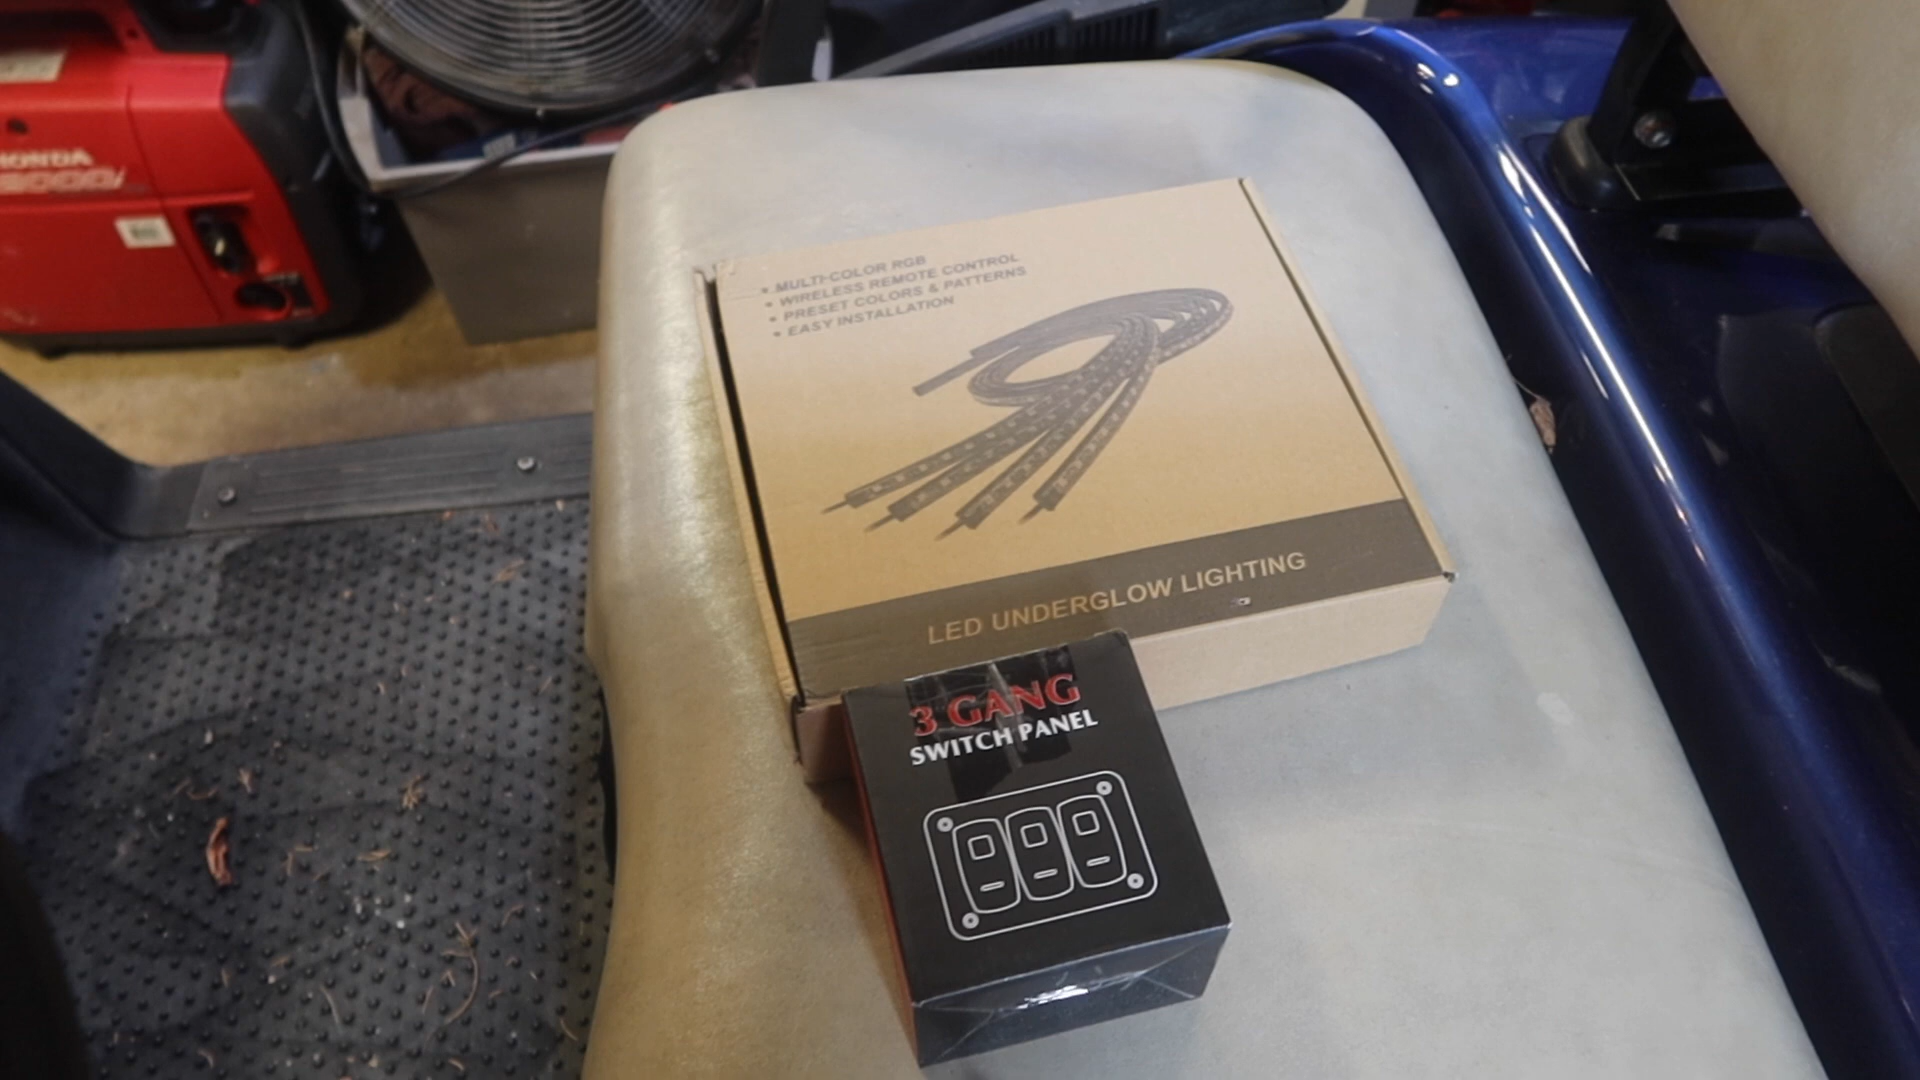 HONDA
• MULTI-COLOR RGB
• WIRELESS REMOTE CONTROL
• PRESET COLORS & PATTERNS
• EASY INSTALLATION
LED UNDERGLOW LIGHTING
3 GANG
SWITCH PANEL